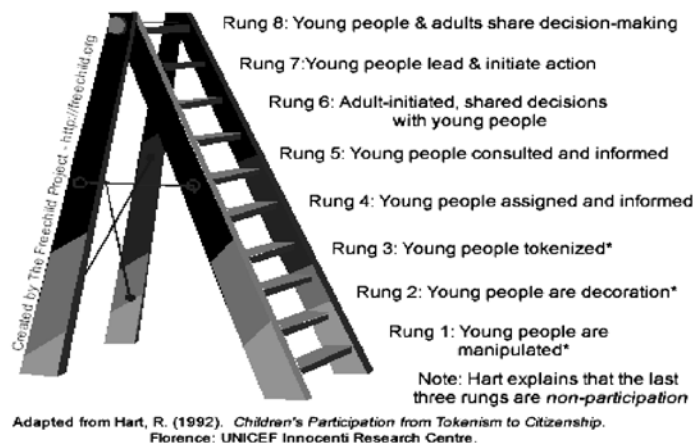 Rung 8: Young people & adults share decision-making
Rung 7:Young people lead & initiate action
Rung 6: Adult-initiated, shared decisions
with young people
Rung 5: Young people consulted and informed
Rung 4: Young people assigned and informed
Rung 3: Young people tokenized*
Rung 2: Young people are decoration*
Rung 1: Young people are
manipulated*
Note: Hart explains that the last
three rungs are non-participation
Created by The Freechild Project - http://freechild.org
Adapted from Hart, R. (1992). Children's Participation from Tokenism to Citizenship.
Florence: UNICEF Innocenti Research Centre.